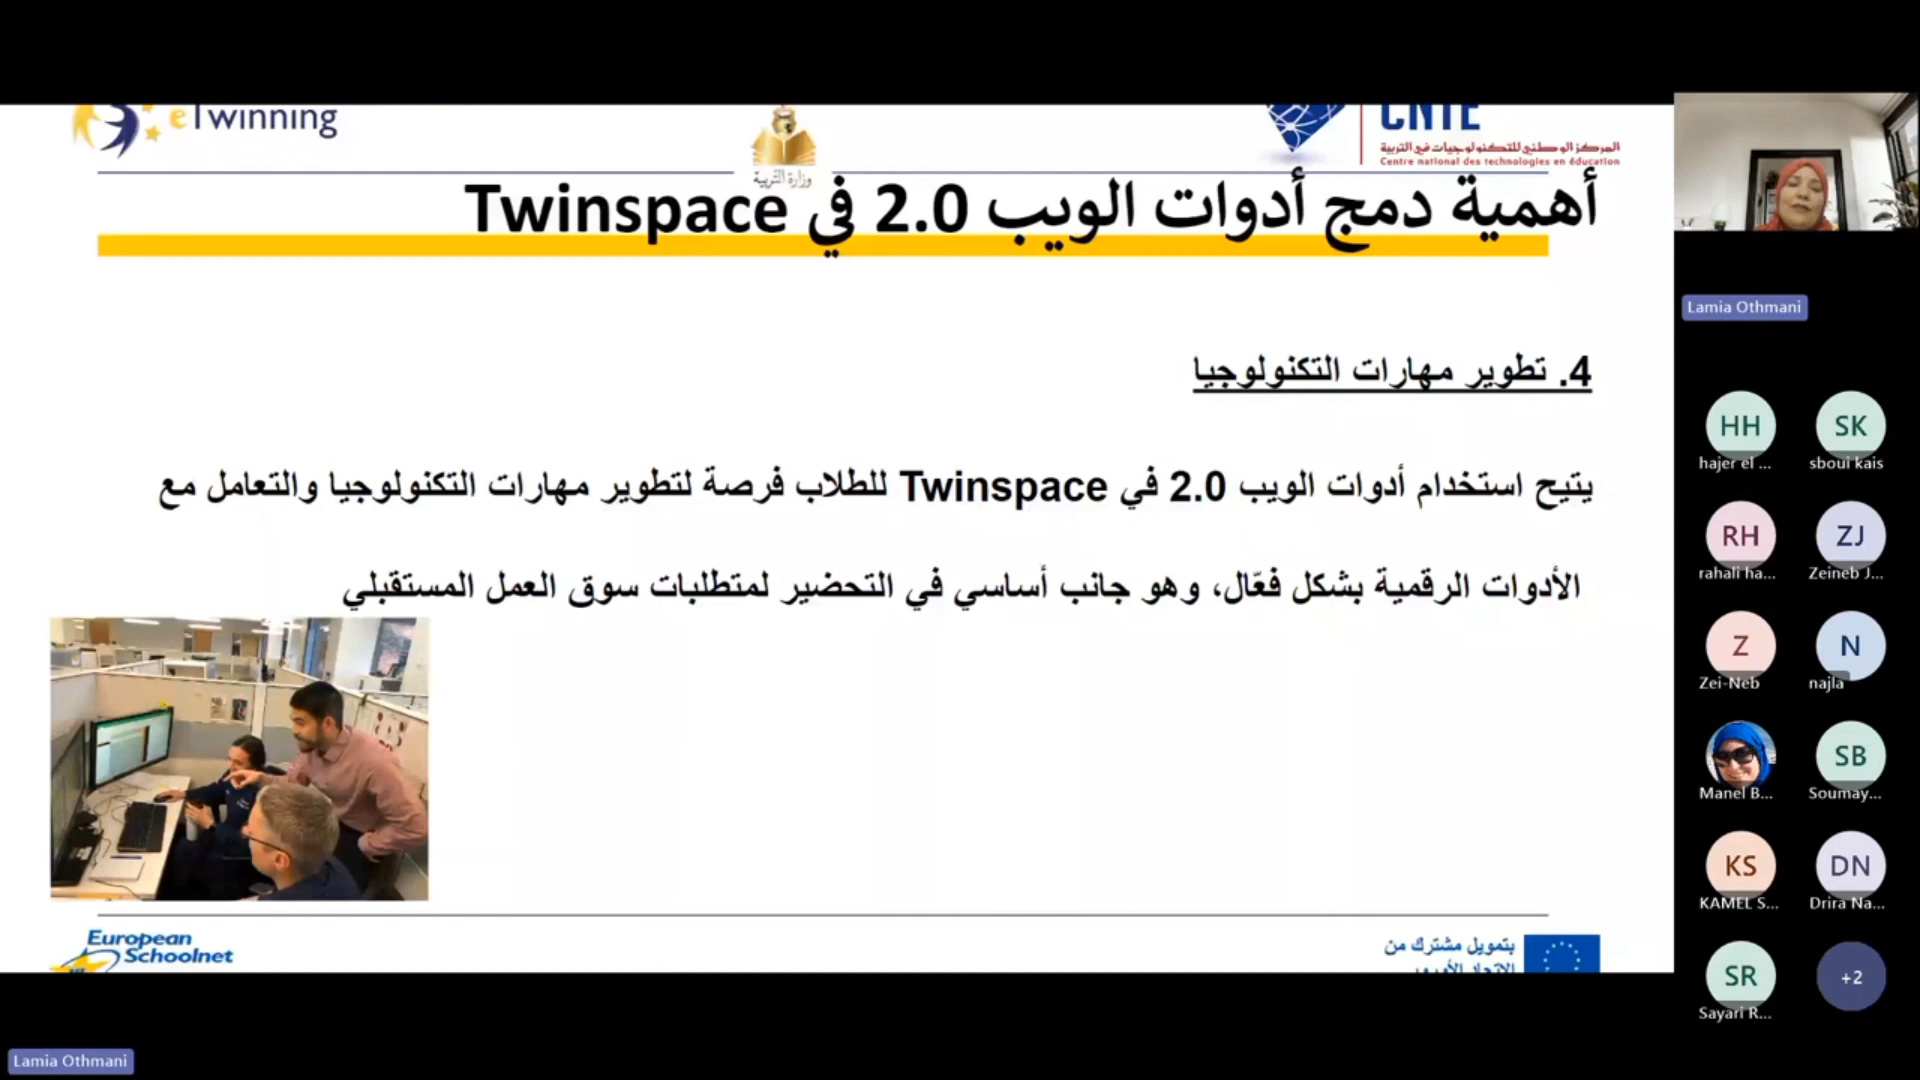 eTwinning
وزارة التربية
CNTE
المركز الوطني للتكنولوجيات في التربية
Centre national des technologies en éducation
أهمية دمج أدوات الويب 2.0 في Twinspace
4. تطوير مهارات التكنولوجيا
يتيح استخدام أدوات الويب 2.0 في Twinspace للطلاب فرصة لتطوير مهارات التكنولوجيا والتعامل مع
الأدوات الرقمية بشكل فعّال، وهو جانب أساسي في التحضير لمتطلبات سوق العمل المستقبلي
European
Schoolnet
بتمويل مشترك من
الاتحاد الأوروبي
Lamia Othmani
HH
SK
hajer el ...
sboui kais
RH
ZJ
rahali ha...
Zeineb J...
Z
N
Zei-Neb
najla
SB
Manel B...
Soumay...
KS
DN
KAMEL S...
Drira Na...
SR
+2
Sayari R...
Lamia Othmani